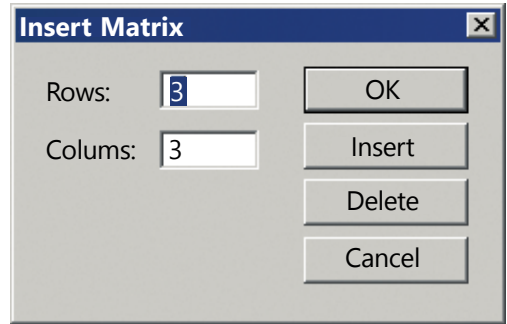 Insert Matrix
Rows: 3
OK
Colums: 3
Insert
Delete
Cancel